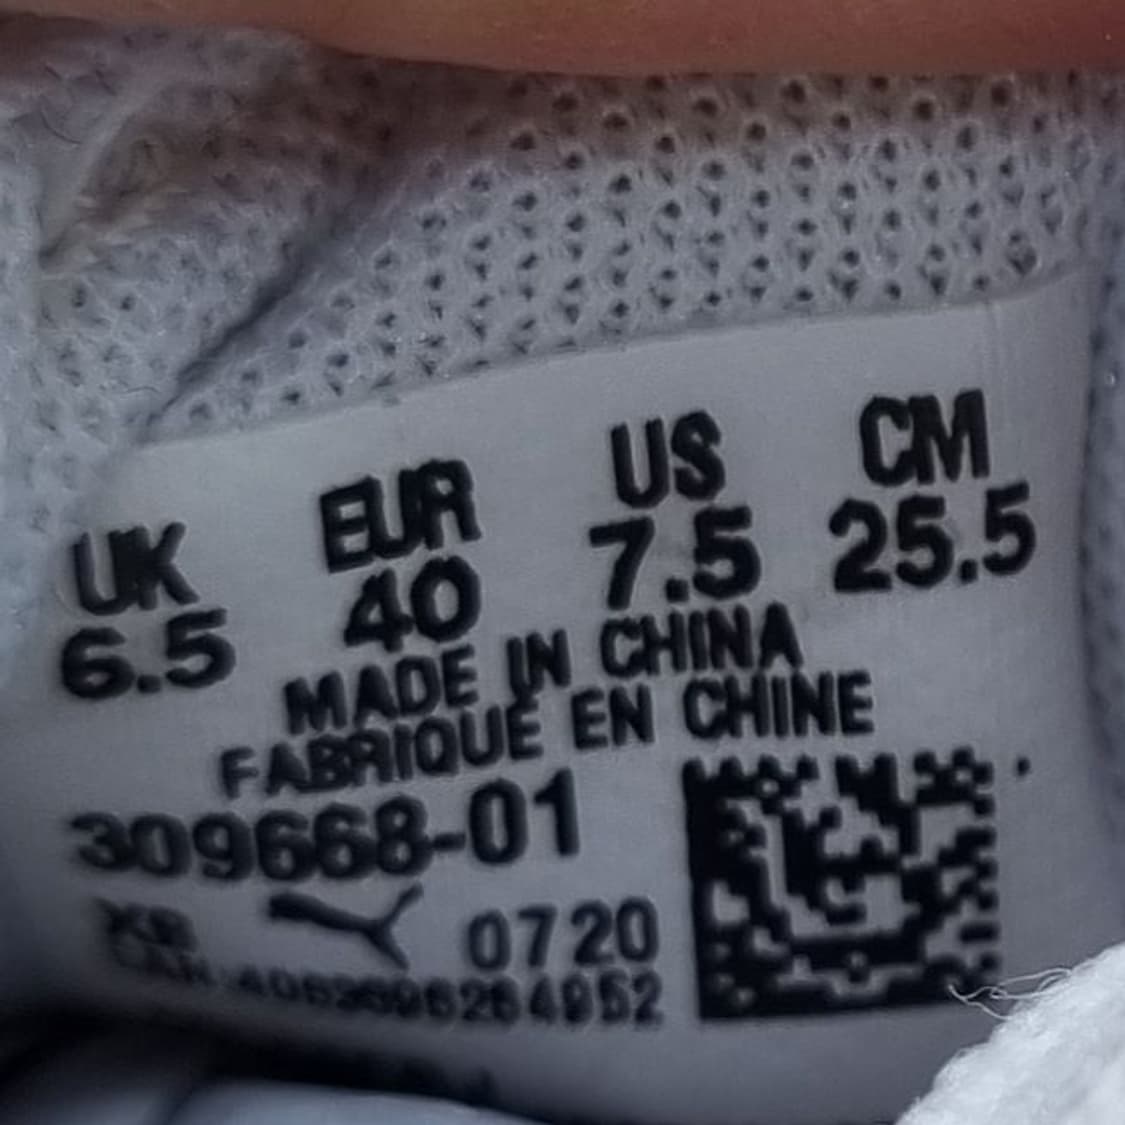 UK EUR US CM
6.5 40 7.5 25.5
MADE IN CHINA
FABRIQUÉ EN CHINE
309668-01
0720